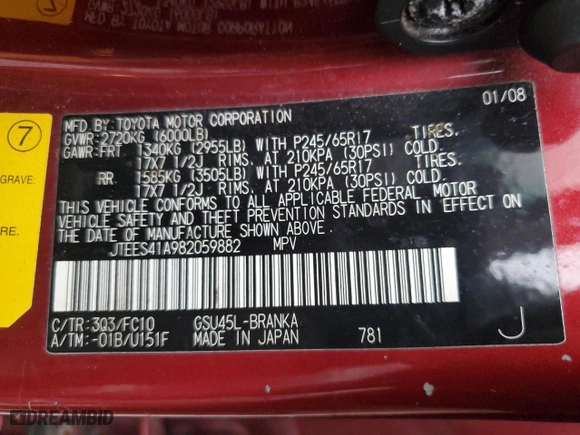 7
GRAVE:
JTIE
MFD.BY: TOYOTA MOTOR CORPORATION 01/08
GVWR-2720KG (6000LB)
GAWR-FRT 1340KG (2955LB) WITH P245/65R17 TIRES.
17X7 1/2J RIMS. AT 210KPA (30PSI) COLD.
RR 1585KG (3505LB) WITH P245/65R17 TIRES.
17X7 1/2J RIMS. AT 210KPA (30PSI) COLD.
THIS VEHICLE CONFORMS TO ALL APPLICABLE FEDERAL MOTOR
VEHICLE SAFETY AND THEFT PREVENTION STANDARDS IN EFFECT ON
THE DATE OF MANUFACTURE SHOWN ABOVE.
JTEES41A982059882 MPV
C/TR: 3Q3/FC10 GSU45L-BRANKA
A/TM: -01B/U151F MADE IN JAPAN 781 J
DREAMBID